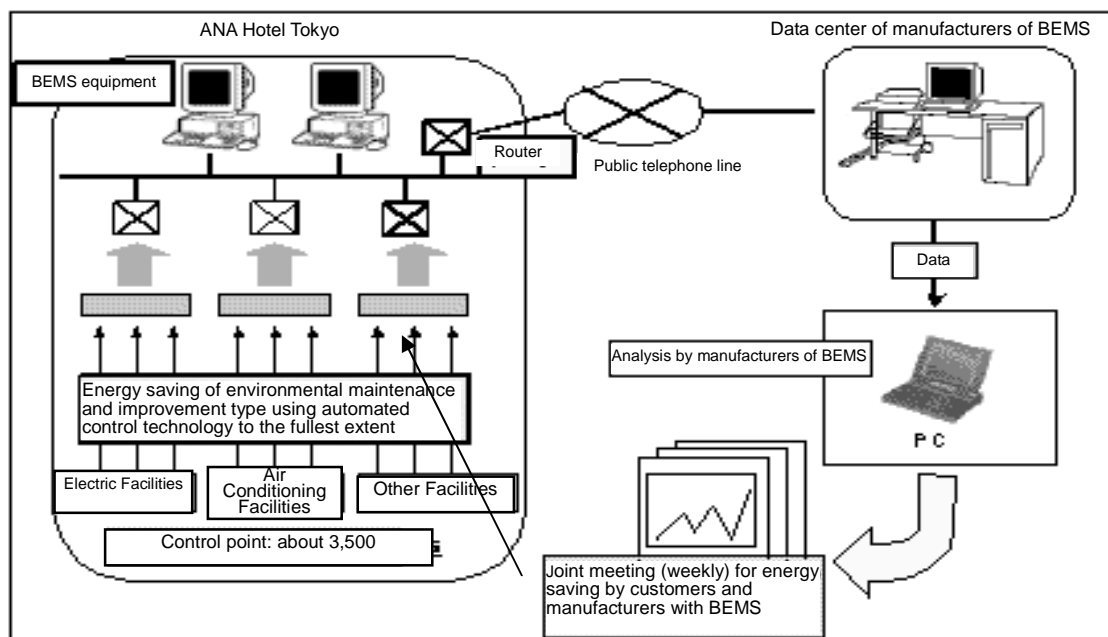 ANA Hotel Tokyo
Data center of manufacturers of BEMS
BEMS equipment
Router
Public telephone line
Data
Analysis by manufacturers of BEMS
P C
Energy saving of environmental maintenance
and improvement type using automated
control technology to the fullest extent
Electric Facilities
Air
Conditioning
Facilities
Other Facilities
Control point: about 3,500
Joint meeting (weekly) for energy
saving by customers and
manufacturers with BEMS